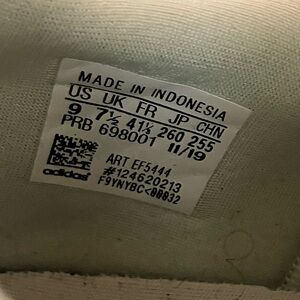 MADE IN INDONESIA
US UK FR JP CHN
9 7½ 41⅓ 260 255
PRB 698001 11/19
ART EF5444
#124620213
F9YNYBC<00032
adidas